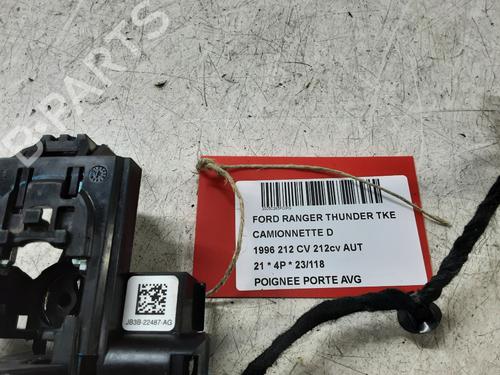 B-PARTS
FORD RANGER THUNDER TKE
CAMIONNETTE D
1996 212 CV 212cv AUT
21 * 4P * 23/118
POIGNEE PORTE AVG
JB3B-22487-AG